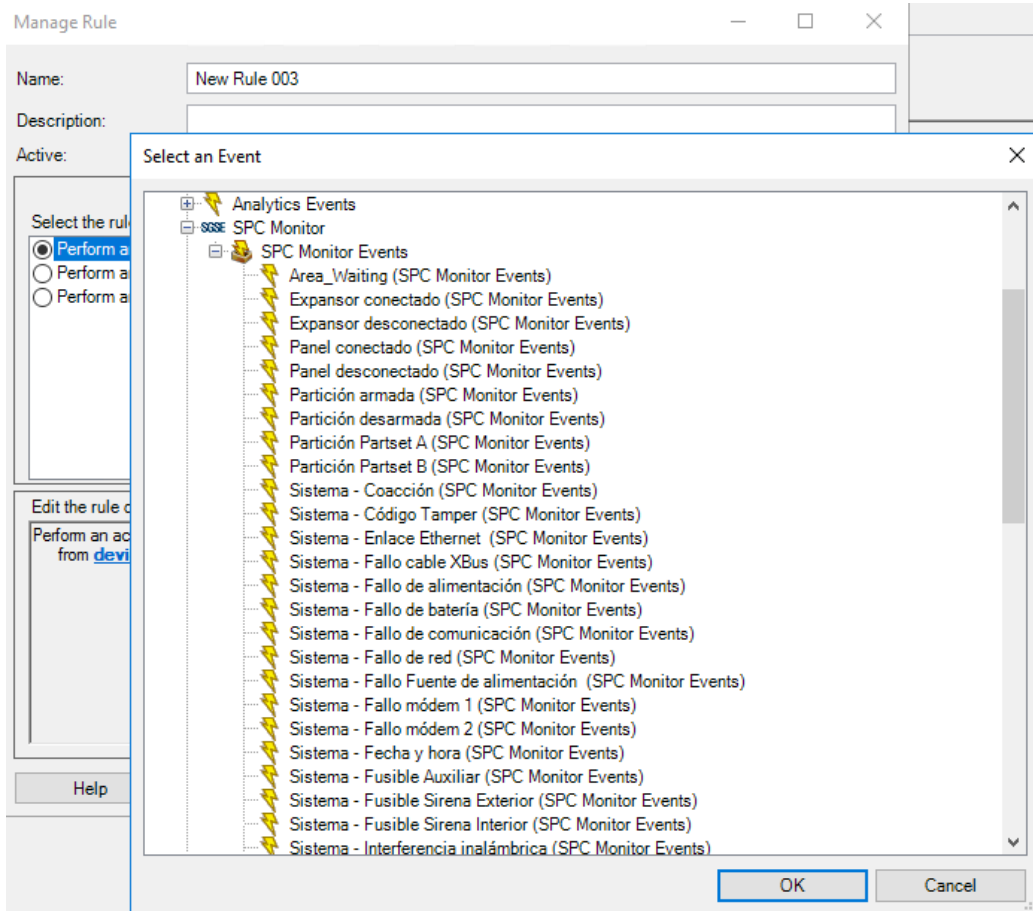 Manage Rule
Name:
New Rule 003
Description:
Active:
Select an Event
Select the rul
Perform a
Perform a
Perform a
Edit the rule o
Perform an ac
from devi
Help
Analytics Events
SGSE SPC Monitor
SPC Monitor Events
Area_Waiting (SPC Monitor Events)
Expansor conectado (SPC Monitor Events)
Expansor desconectado (SPC Monitor Events)
Panel conectado (SPC Monitor Events)
Panel desconectado (SPC Monitor Events)
Partición armada (SPC Monitor Events)
Partición desarmada (SPC Monitor Events)
Partición Partset A (SPC Monitor Events)
Partición Partset B (SPC Monitor Events)
Sistema - Coacción (SPC Monitor Events)
Sistema - Código Tamper (SPC Monitor Events)
Sistema - Enlace Ethernet (SPC Monitor Events)
Sistema - Fallo cable XBus (SPC Monitor Events)
Sistema - Fallo de alimentación (SPC Monitor Events)
Sistema - Fallo de batería (SPC Monitor Events)
Sistema - Fallo de comunicación (SPC Monitor Events)
Sistema - Fallo de red (SPC Monitor Events)
Sistema - Fallo Fuente de alimentación (SPC Monitor Events)
Sistema - Fallo módem 1 (SPC Monitor Events)
Sistema - Fallo módem 2 (SPC Monitor Events)
Sistema - Fecha y hora (SPC Monitor Events)
Sistema - Fusible Auxiliar (SPC Monitor Events)
Sistema - Fusible Sirena Exterior (SPC Monitor Events)
Sistema - Fusible Sirena Interior (SPC Monitor Events)
Sistema - Interferencia inalámbrica (SPC Monitor Events)
OK
Cancel